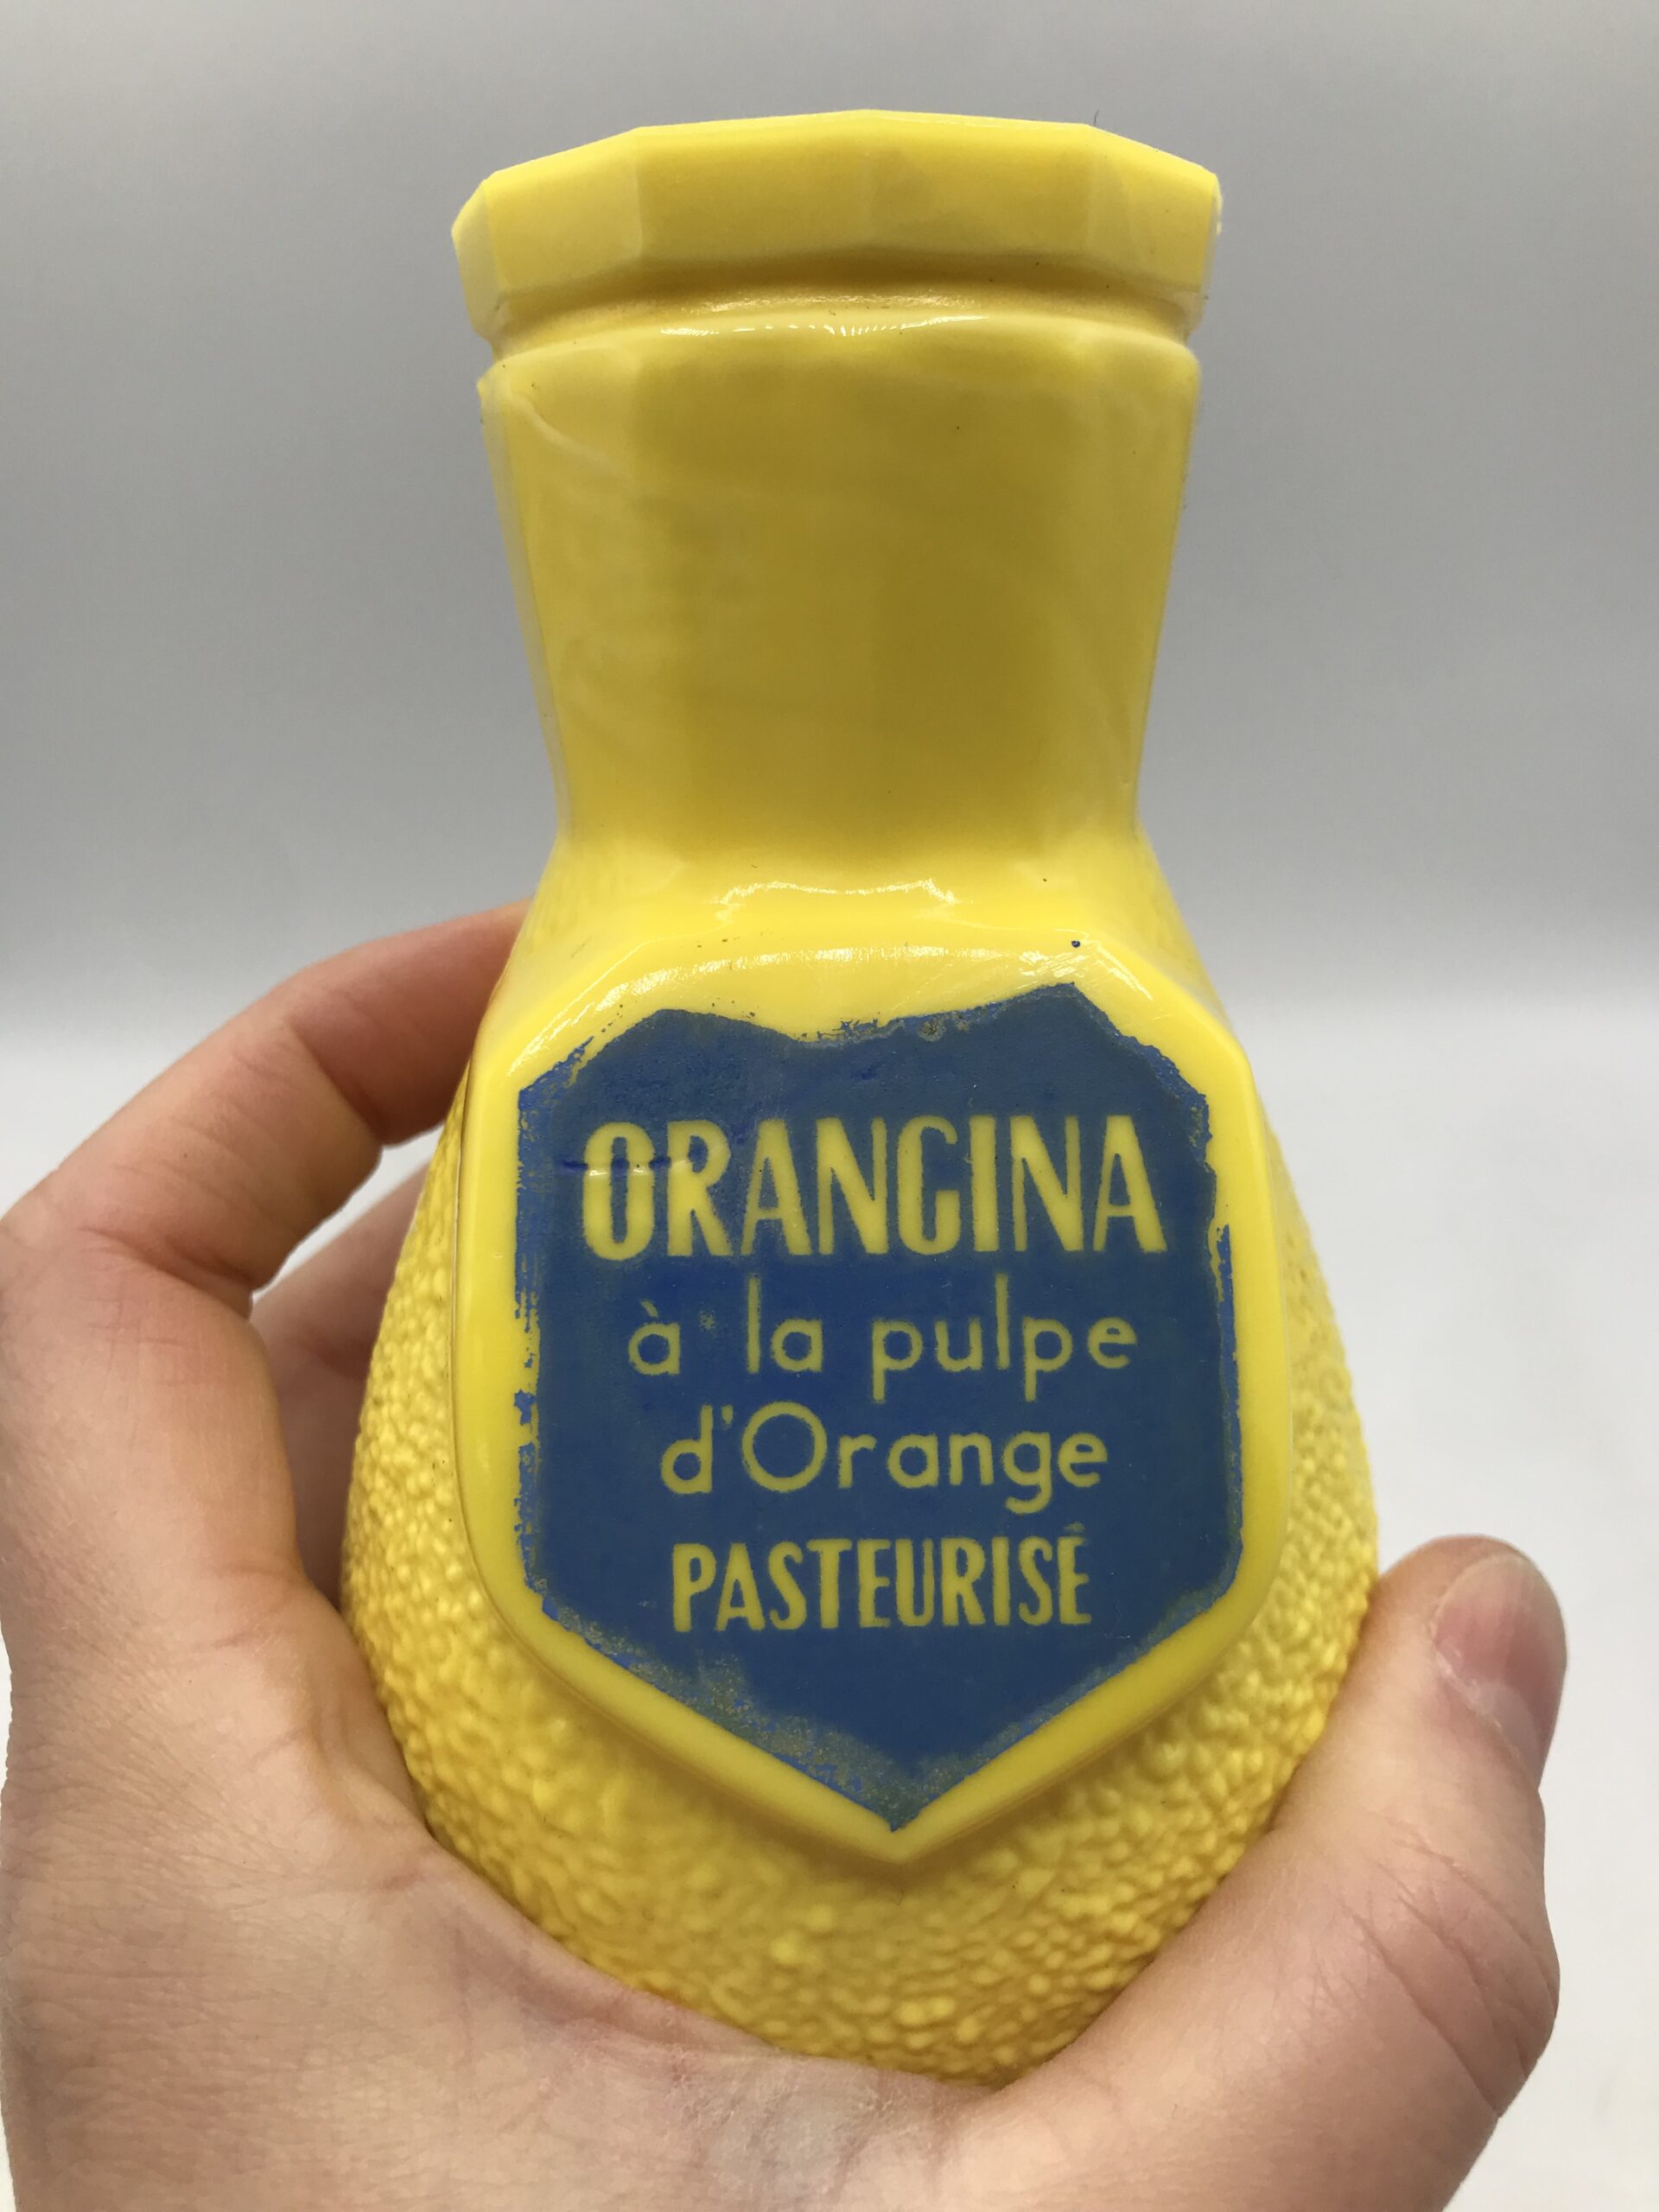 ORANGINA
à la pulpe
d'Orange
PASTEURISÉ